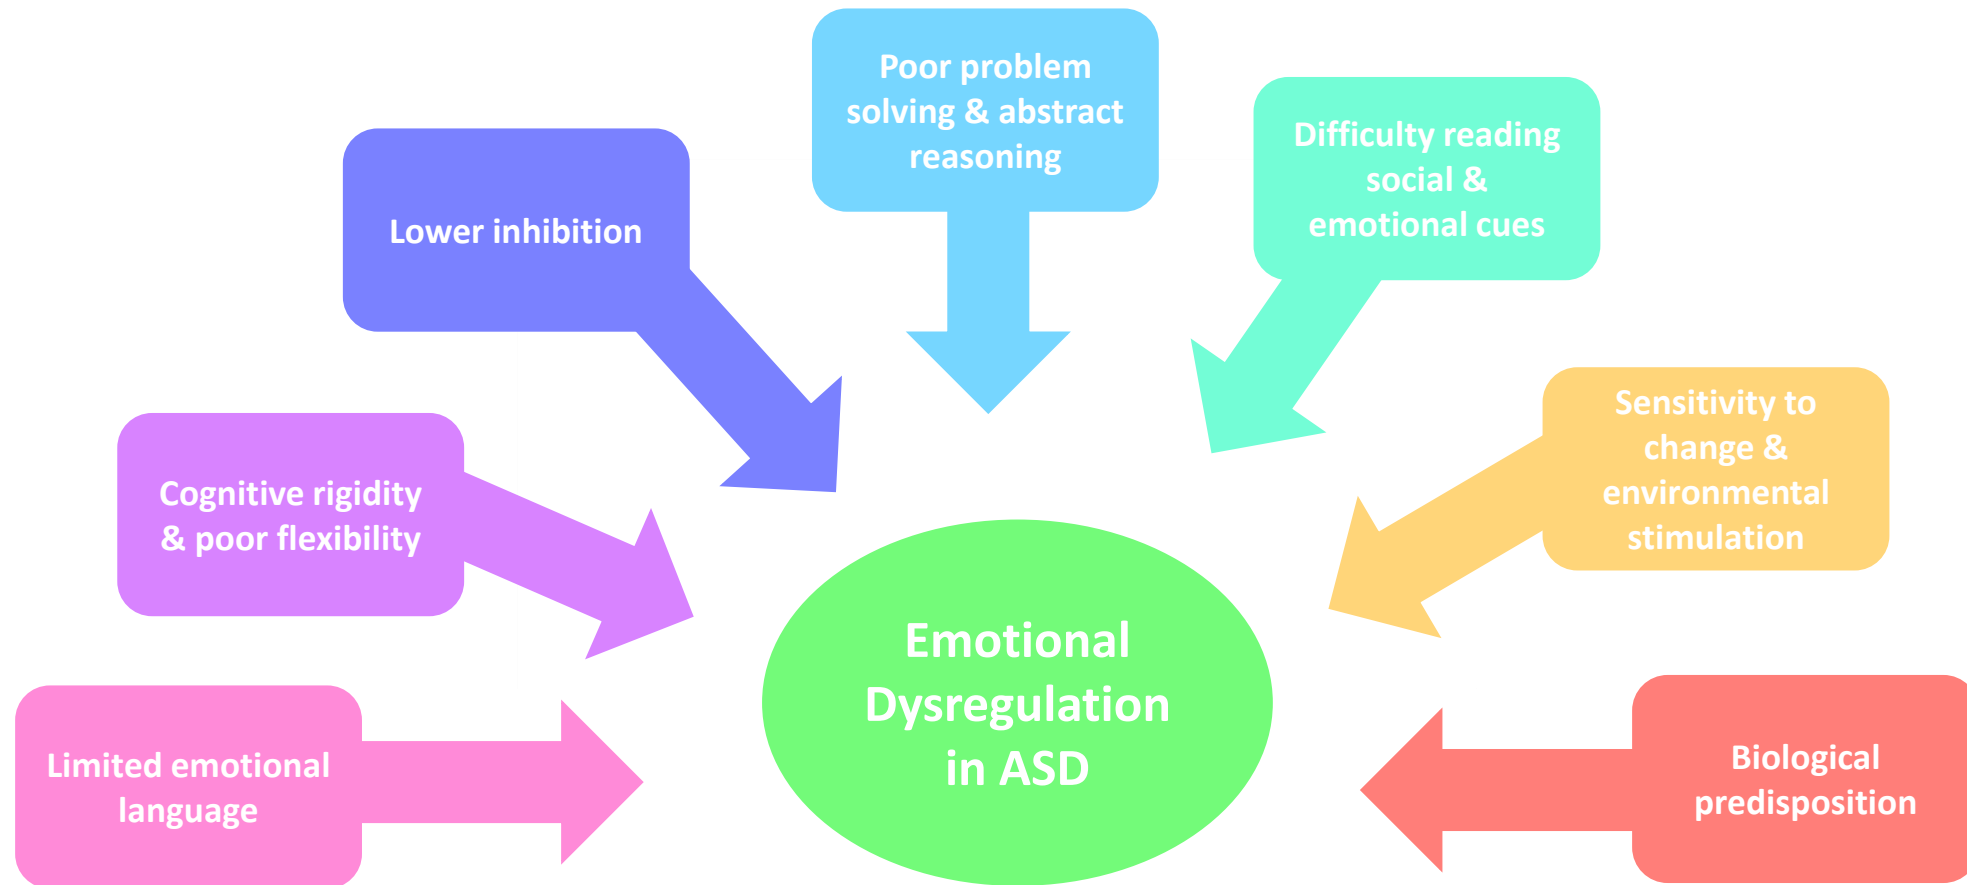 Poor problem
solving & abstract
reasoning
Difficulty reading
social &
emotional cues
Lower inhibition
Sensitivity to
change &
environmental
stimulation
Cognitive rigidity
& poor flexibility
Emotional
Dysregulation
in ASD
Limited emotional
language
Biological
predisposition